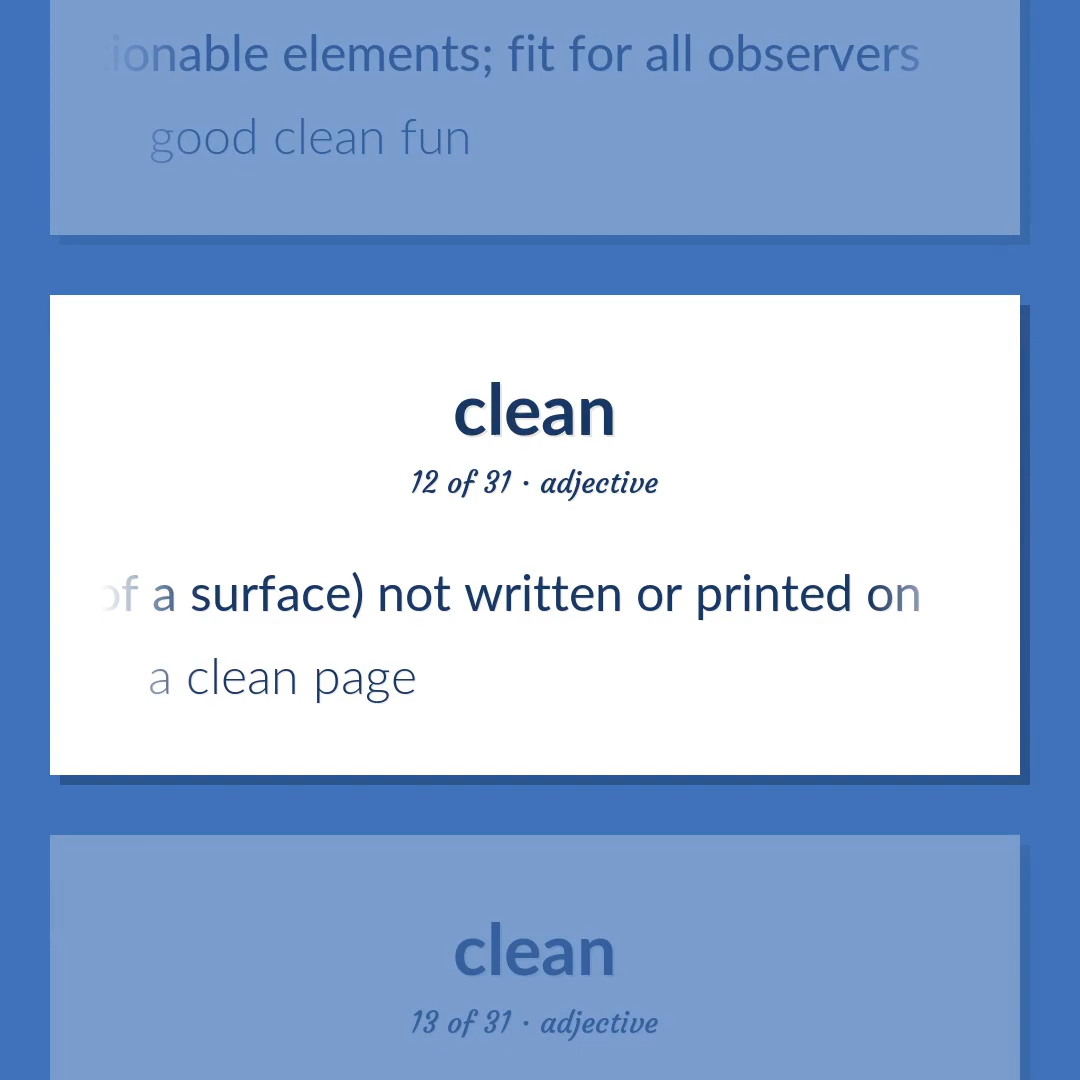 elements; fit for all observers
good clean fun
clean
12 of 31 · adjective
of a surface) not written or printed on
a clean page
clean
13 of 31 · adjective